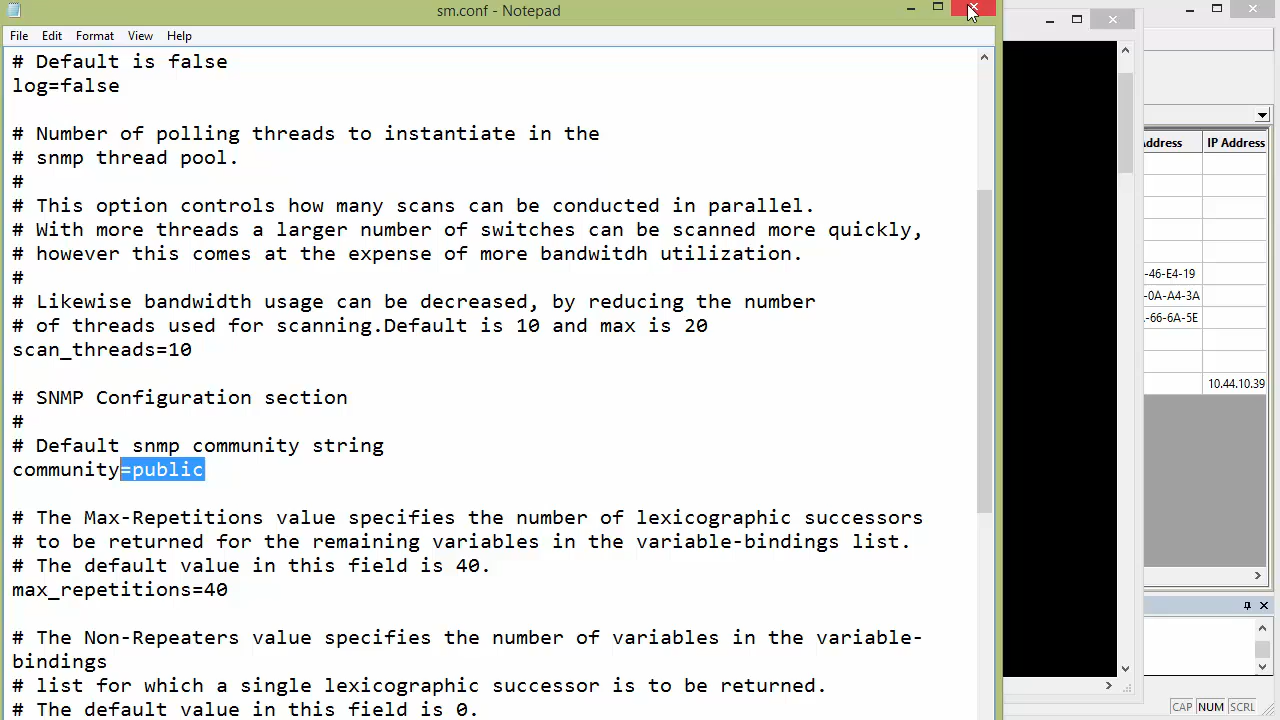 sm.conf - Notepad
File Edit Format View Help
# Default is false
log=false
# Number of polling threads to instantiate in the
# snmp thread pool.
#
# This option controls how many scans can be conducted in parallel.
# With more threads a larger number of switches can be scanned more quickly,
# however this comes at the expense of more bandwitdh utilization.
#
# Likewise bandwidth usage can be decreased, by reducing the number
# of threads used for scanning.Default is 10 and max is 20
scan_threads=10
# SNMP Configuration section
#
# Default snmp community string
community=public
# The Max-Repetitions value specifies the number of lexicographic successors
# to be returned for the remaining variables in the variable-bindings list.
# The default value in this field is 40.
max_repetitions=40
# The Non-Repeaters value specifies the number of variables in the variable-
bindings
# list for which a single lexicographic successor is to be returned.
# The default value in this field is 0.
Address IP Address
-46-E4-19
-0A-A4-3A
-66-6A-5E
10.44.10.39
CAP NUM SCRL